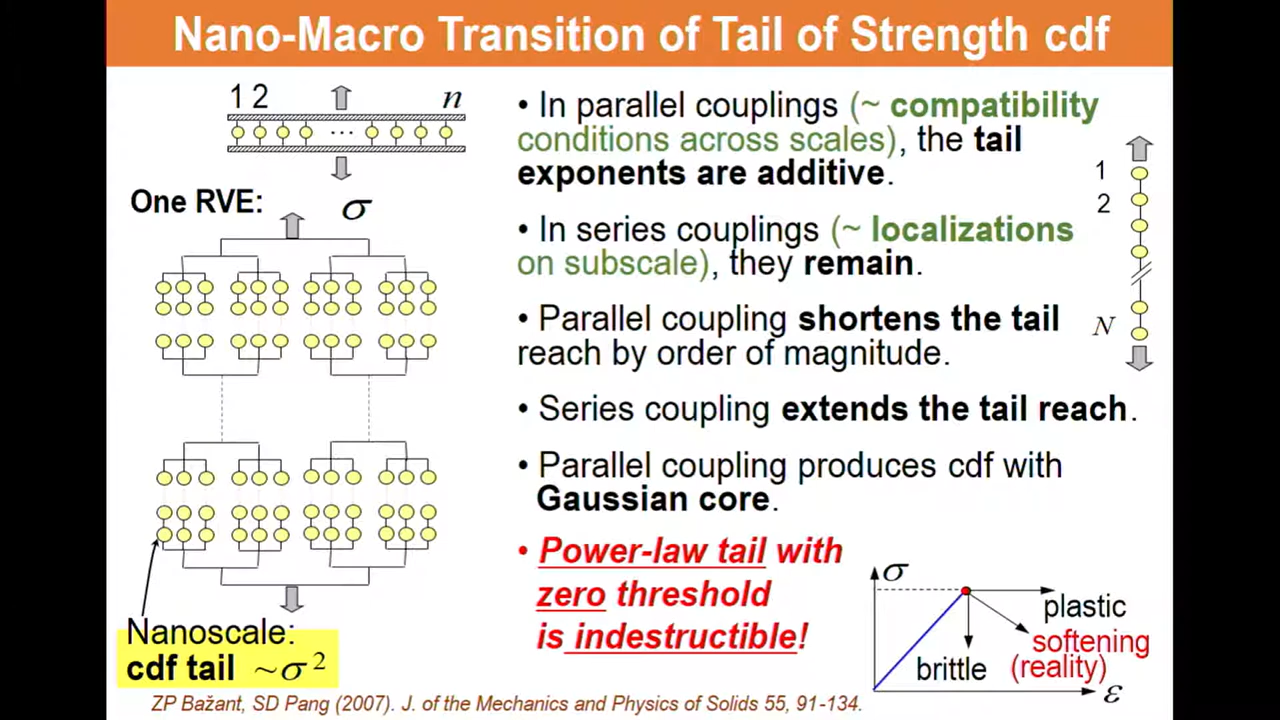 Nano-Macro Transition of Tail of Strength cdf
1 2 ... n
One RVE: σ
Nanoscale:
cdf tail ~σ²
• In parallel couplings (~ compatibility
conditions across scales), the tail
exponents are additive.
• In series couplings (~ localizations
on subscale), they remain.
• Parallel coupling shortens the tail
reach by order of magnitude.
• Series coupling extends the tail reach.
• Parallel coupling produces cdf with
Gaussian core.
• Power-law tail with
zero threshold
is indestructible!
1
2
N
σ
plastic
softening
(reality)
brittle
ε
ZP Bažant, SD Pang (2007). J. of the Mechanics and Physics of Solids 55, 91-134.